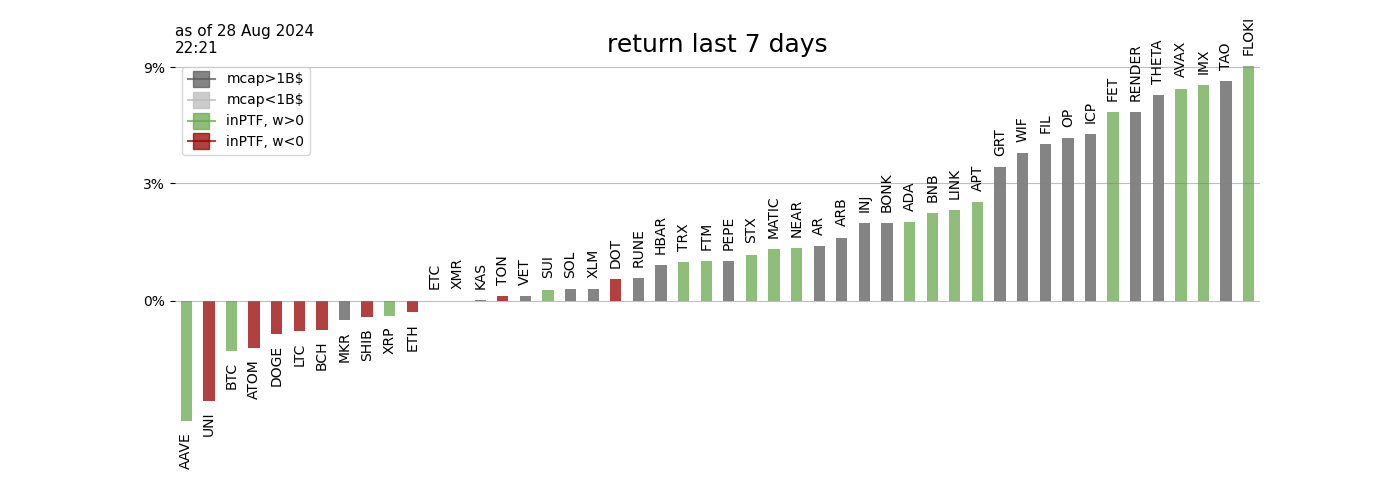 as of 28 Aug 2024
22:21
return last 7 days
9%
3%
0%
mcap>1B$
mcap<1B$
inPTF, w>0
inPTF, w<0
AAVE
UNI
BTC
ATOM
DOGE
LTC
BCH
MKR
SHIB
XRP
ETH
ETC
XMR
KAS
TON
VET
SUI
SOL
XLM
DOT
RUNE
HBAR
TRX
FTM
PEPE
STX
MATIC
NEAR
AR
ARB
INJ
BONK
ADA
BNB
LINK
APT
GRT
WIF
FIL
OP
ICP
FET
RENDER
THETA
AVAX
IMX
TAO
FLOKI